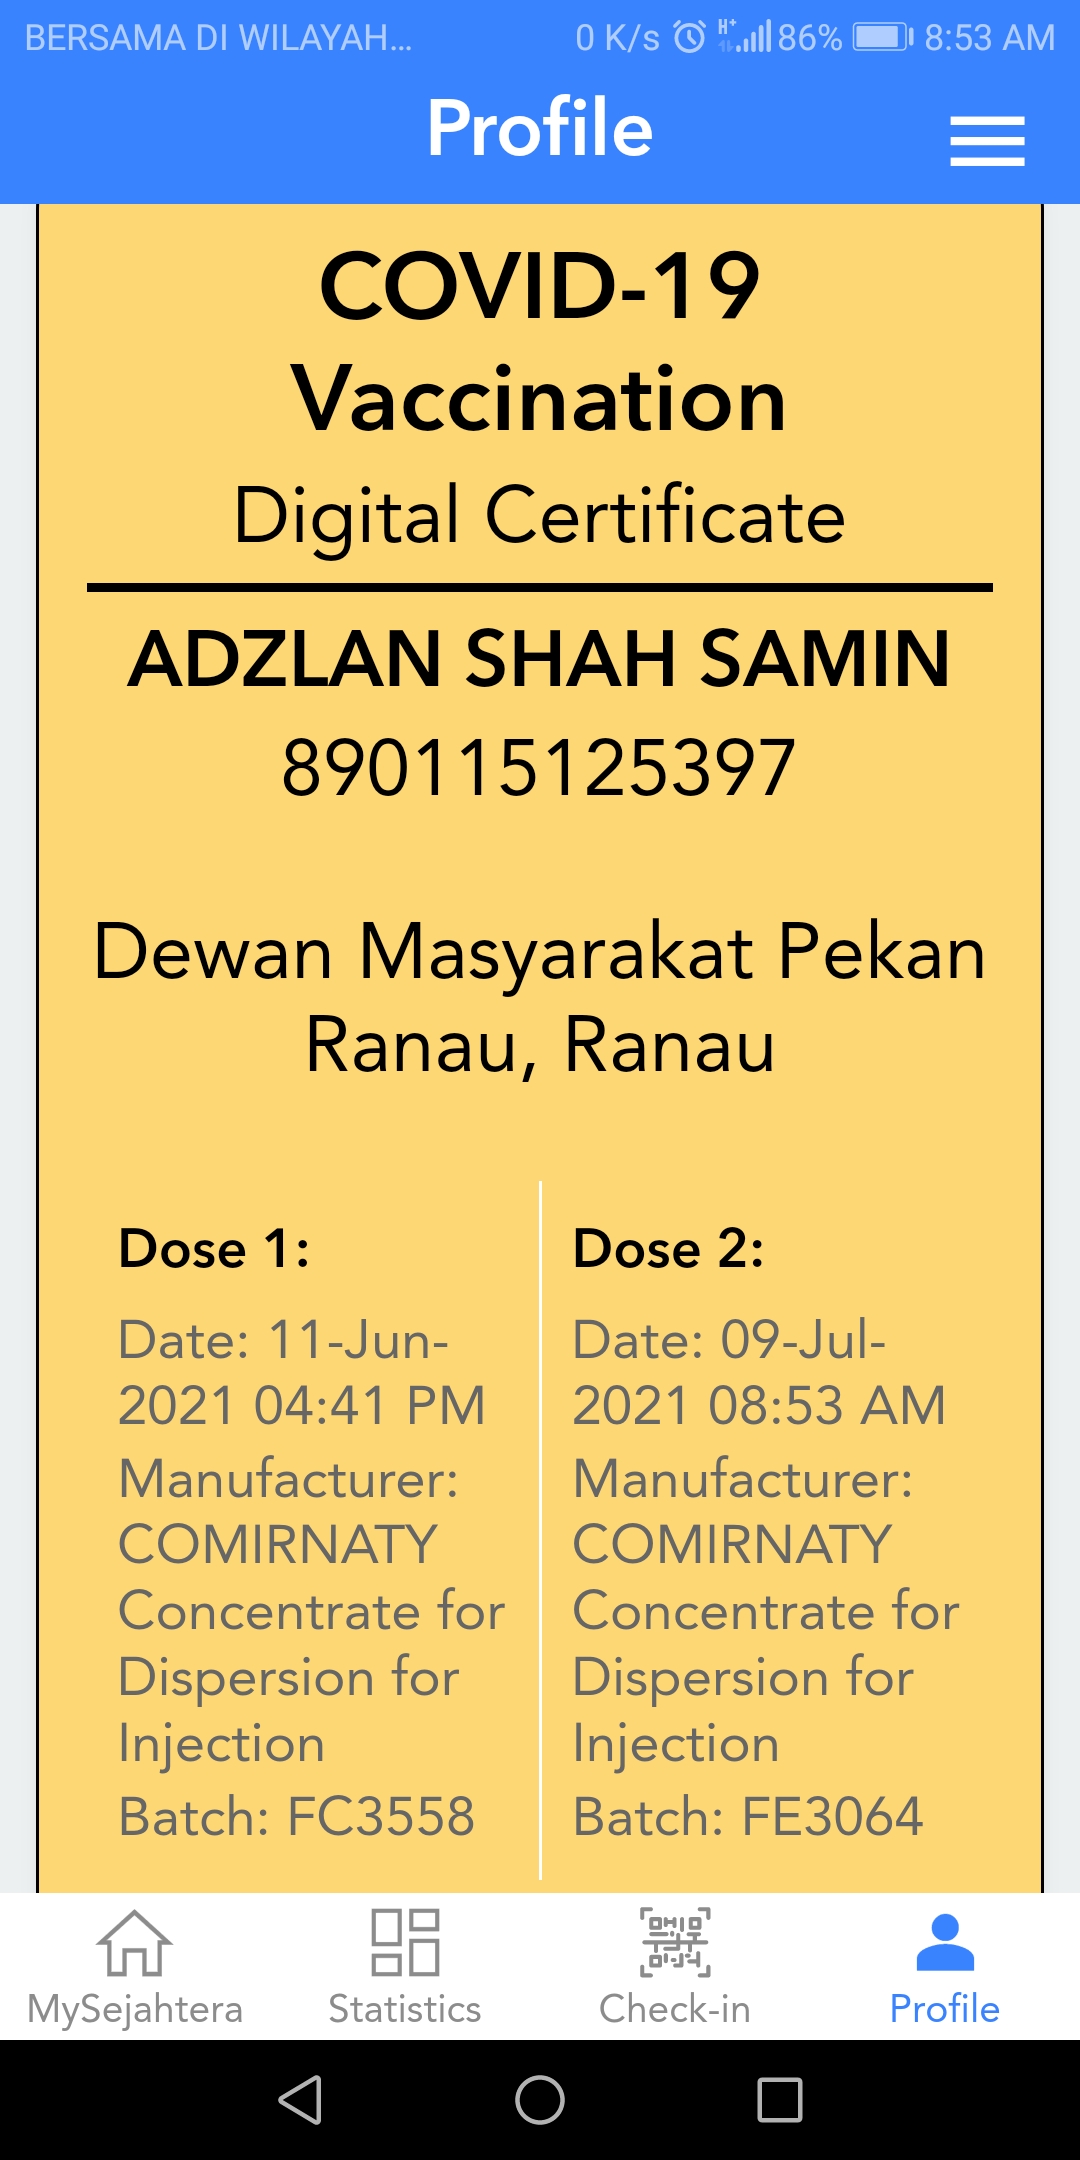 BERSAMA DI WILAYAH... 0 K/s H+ 86% 8:53 AM
Profile
COVID-19
Vaccination
Digital Certificate
ADZLAN SHAH SAMIN
890115125397
Dewan Masyarakat Pekan
Ranau, Ranau
Dose 1:
Date: 11-Jun-
2021 04:41 PM
Manufacturer:
COMIRNATY
Concentrate for
Dispersion for
Injection
Batch: FC3558
Dose 2:
Date: 09-Jul-
2021 08:53 AM
Manufacturer:
COMIRNATY
Concentrate for
Dispersion for
Injection
Batch: FE3064
MySejahtera Statistics Check-in Profile